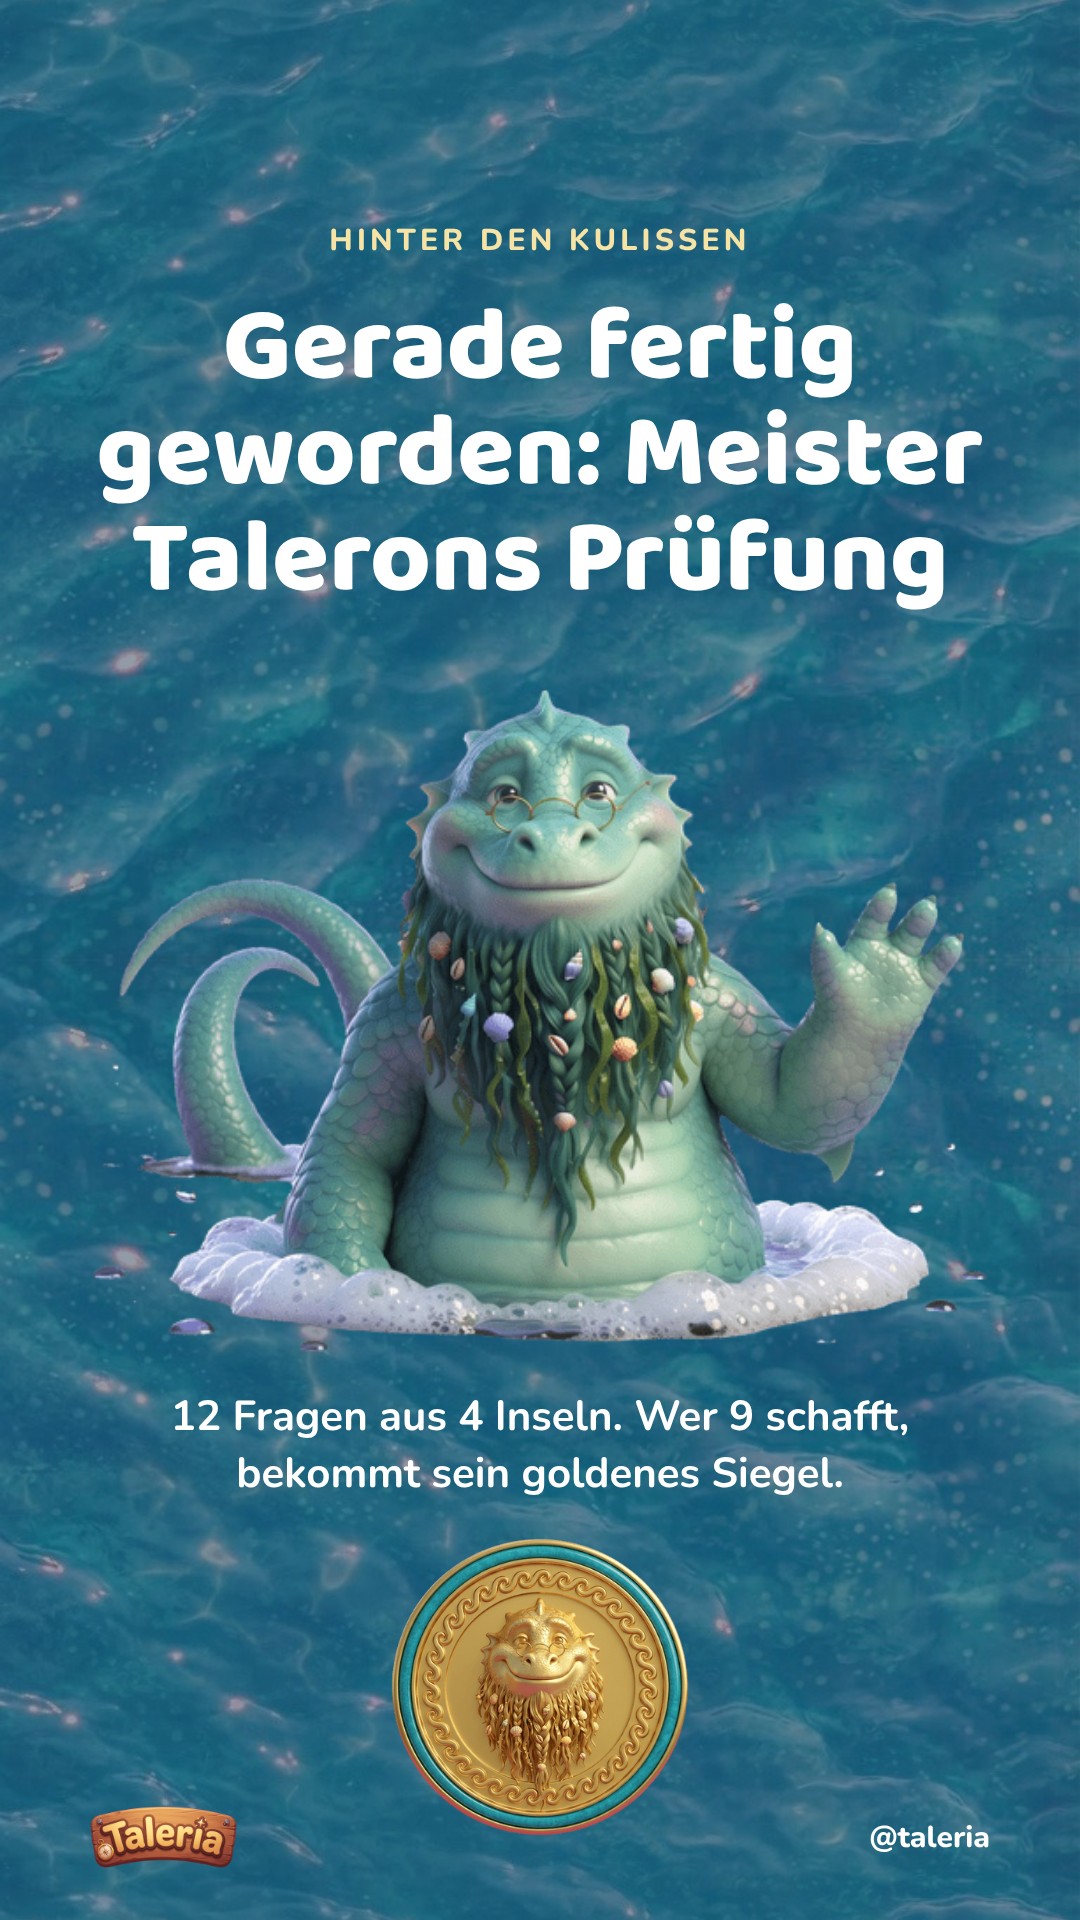 HINTER DEN KULISSEN
Gerade fertig
geworden: Meister
Talerons Prüfung
12 Fragen aus 4 Inseln. Wer 9 schafft,
bekommt sein goldenes Siegel.
Taleria
@taleria